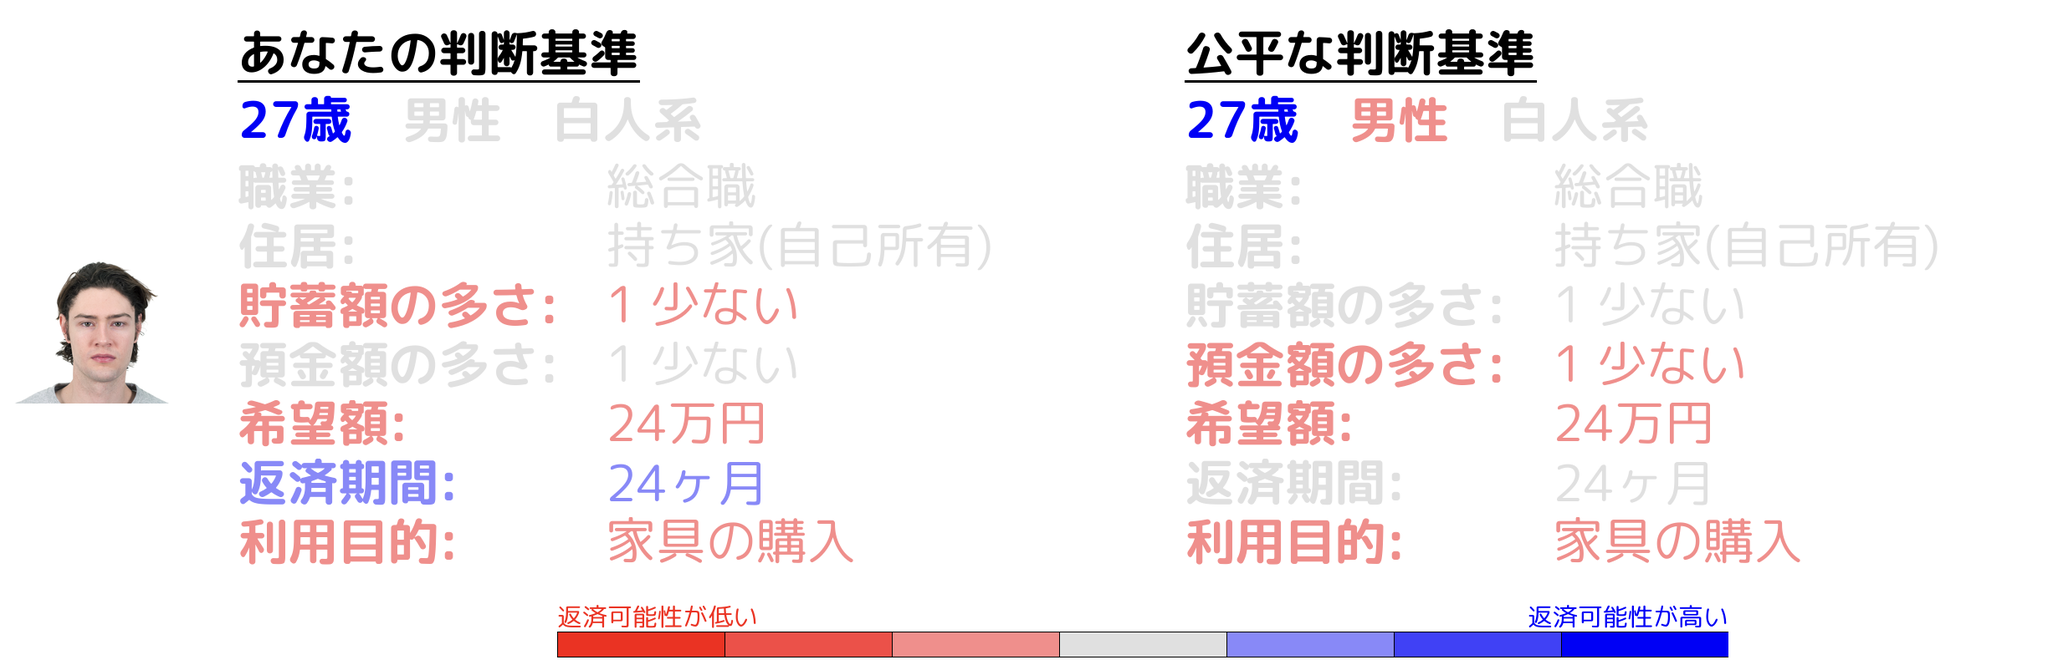 あなたの判断基準
27歳 男性 白人系
職業: 総合職
住居: 持ち家(自己所有)
貯蓄額の多さ: 1 少ない
預金額の多さ: 1 少ない
希望額: 24万円
返済期間: 24ヶ月
利用目的: 家具の購入
公平な判断基準
27歳 男性 白人系
職業: 総合職
住居: 持ち家(自己所有)
貯蓄額の多さ: 1 少ない
預金額の多さ: 1 少ない
希望額: 24万円
返済期間: 24ヶ月
利用目的: 家具の購入
返済可能性が低い
返済可能性が高い